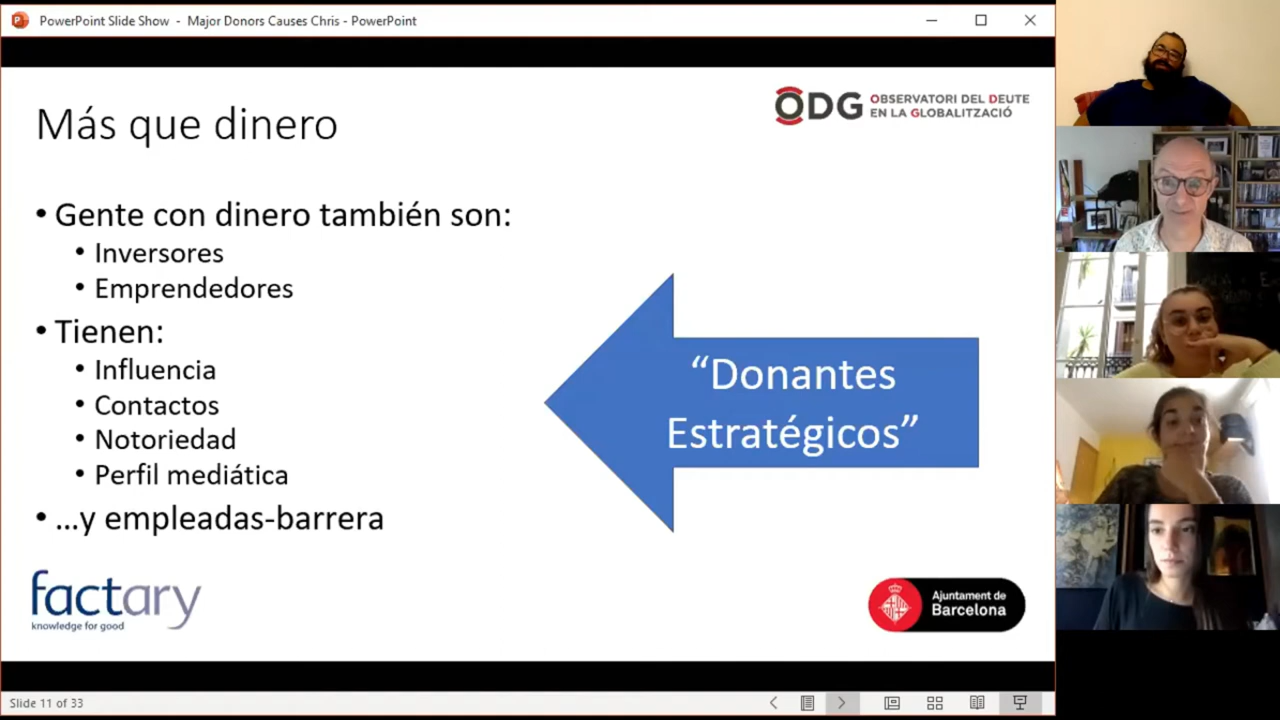 PowerPoint Slide Show - Major Donors Causes Chris - PowerPoint
ODG OBSERVATORI DEL DEUTE
EN LA GLOBALITZACIÓ
Más que dinero
• Gente con dinero también son:
• Inversores
• Emprendedores
• Tienen:
• Influencia
• Contactos
• Notoriedad
• Perfil mediática
• …y empleadas-barrera
“Donantes
Estratégicos”
factary
knowledge for good
Ajuntament de
Barcelona
Slide 11 of 33